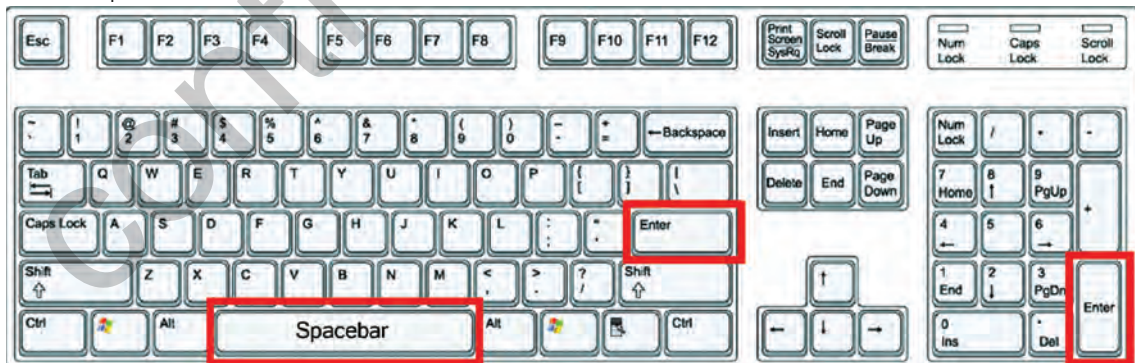 Esc F1 F2 F3 F4 F5 F6 F7 F8 F9 F10 F11 F12 Print Screen SysRq Scroll Lock Pause Break Num Lock Caps Lock Scroll Lock
~ ` ! 1 @ 2 # 3 $ 4 % 5 ^ 6 & 7 * 8 ( 9 ) 0 - + = ←Backspace Insert Home Page Up Num Lock / -
Tab Q W E R T Y U I O P { [ } ] | \ Delete End Page Down 7 Home 8 ↑ 9 PgUp +
Caps Lock A S D F G H J K L : ; Enter 4 ← 5 6 →
Shift Z X C V B N M < , > . ? / Shift ↑ 1 End 2 ↓ 3 PgDn Enter
Ctrl Alt Spacebar Alt Ctrl ← ↓ → 0 Ins . Del